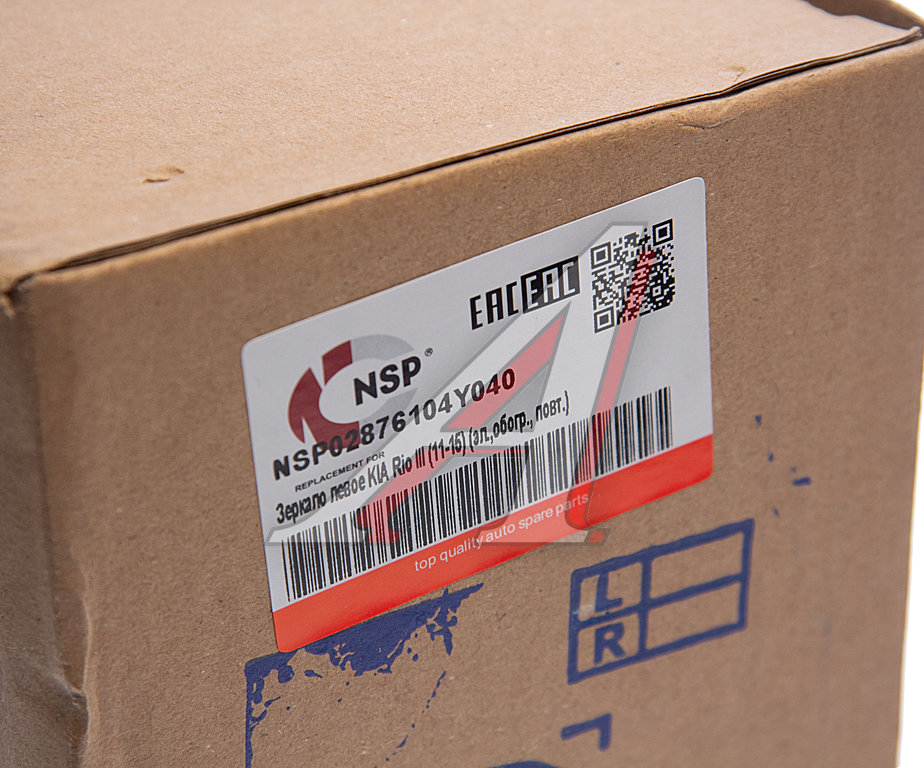 EAC EAC
NSP®
NSP02876104Y040
REPLACEMENT FOR
Зеркало левое KIA Rio III (11-15) (эл.,обогр., повт.)
top quality auto spare parts
L
R